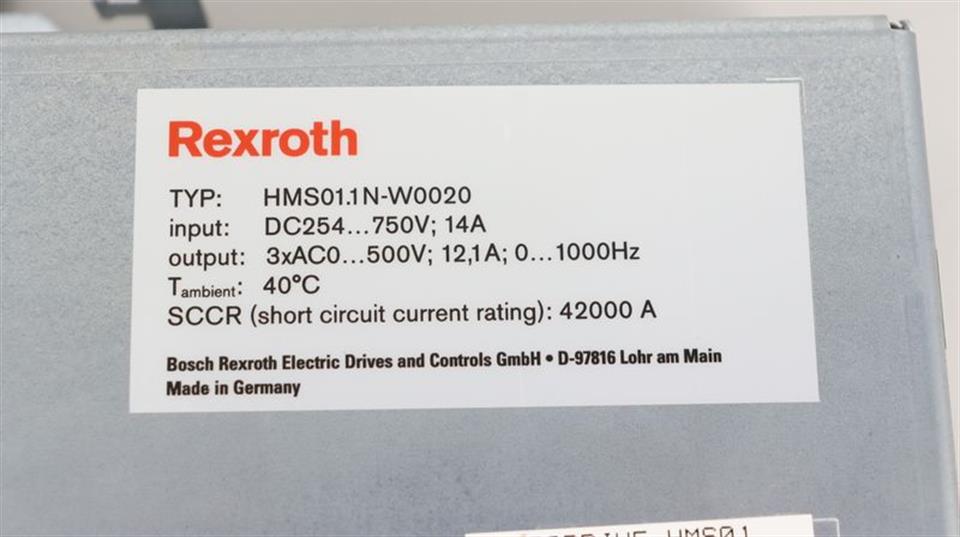 Rexroth
TYP: HMS01.1N-W0020
input: DC254...750V; 14A
output: 3xAC0...500V; 12,1A; 0...1000Hz
Tambient: 40°C
SCCR (short circuit current rating): 42000 A
Bosch Rexroth Electric Drives and Controls GmbH • D-97816 Lohr am Main
Made in Germany
HMS01